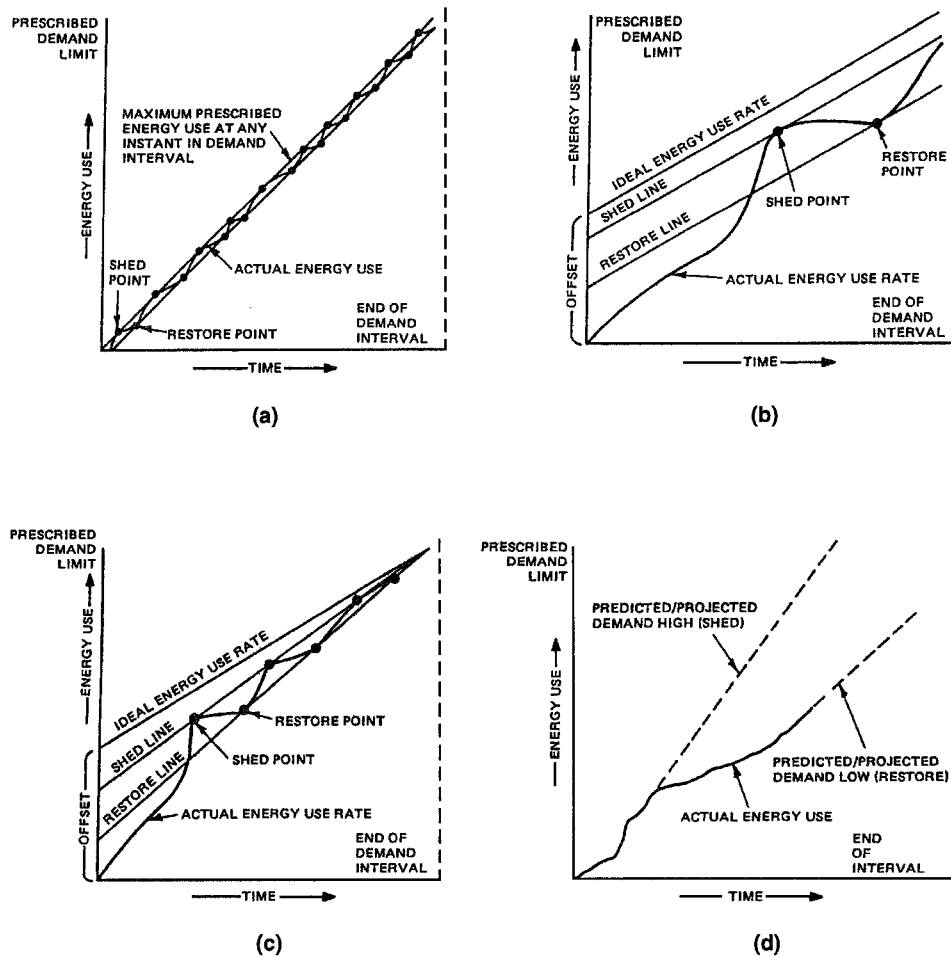 PRESCRIBED
DEMAND
LIMIT
MAXIMUM PRESCRIBED
ENERGY USE AT ANY
INSTANT IN DEMAND
INTERVAL
ENERGY USE
SHED
POINT
ACTUAL ENERGY USE
RESTORE POINT
END OF
DEMAND
INTERVAL
TIME
(a)
PRESCRIBED
DEMAND
LIMIT
ENERGY USE
IDEAL ENERGY USE RATE
SHED LINE
RESTORE LINE
OFFSET
SHED POINT
RESTORE
POINT
ACTUAL ENERGY USE RATE
END OF
DEMAND
INTERVAL
TIME
(b)
PRESCRIBED
DEMAND
LIMIT
ENERGY USE
IDEAL ENERGY USE RATE
SHED LINE
RESTORE LINE
OFFSET
RESTORE POINT
SHED POINT
ACTUAL ENERGY USE RATE
END OF
DEMAND
INTERVAL
TIME
(c)
PRESCRIBED
DEMAND
LIMIT
PREDICTED/PROJECTED
DEMAND HIGH (SHED)
ENERGY USE
PREDICTED/PROJECTED
DEMAND LOW (RESTORE)
ACTUAL ENERGY USE
END
OF
INTERVAL
TIME
(d)